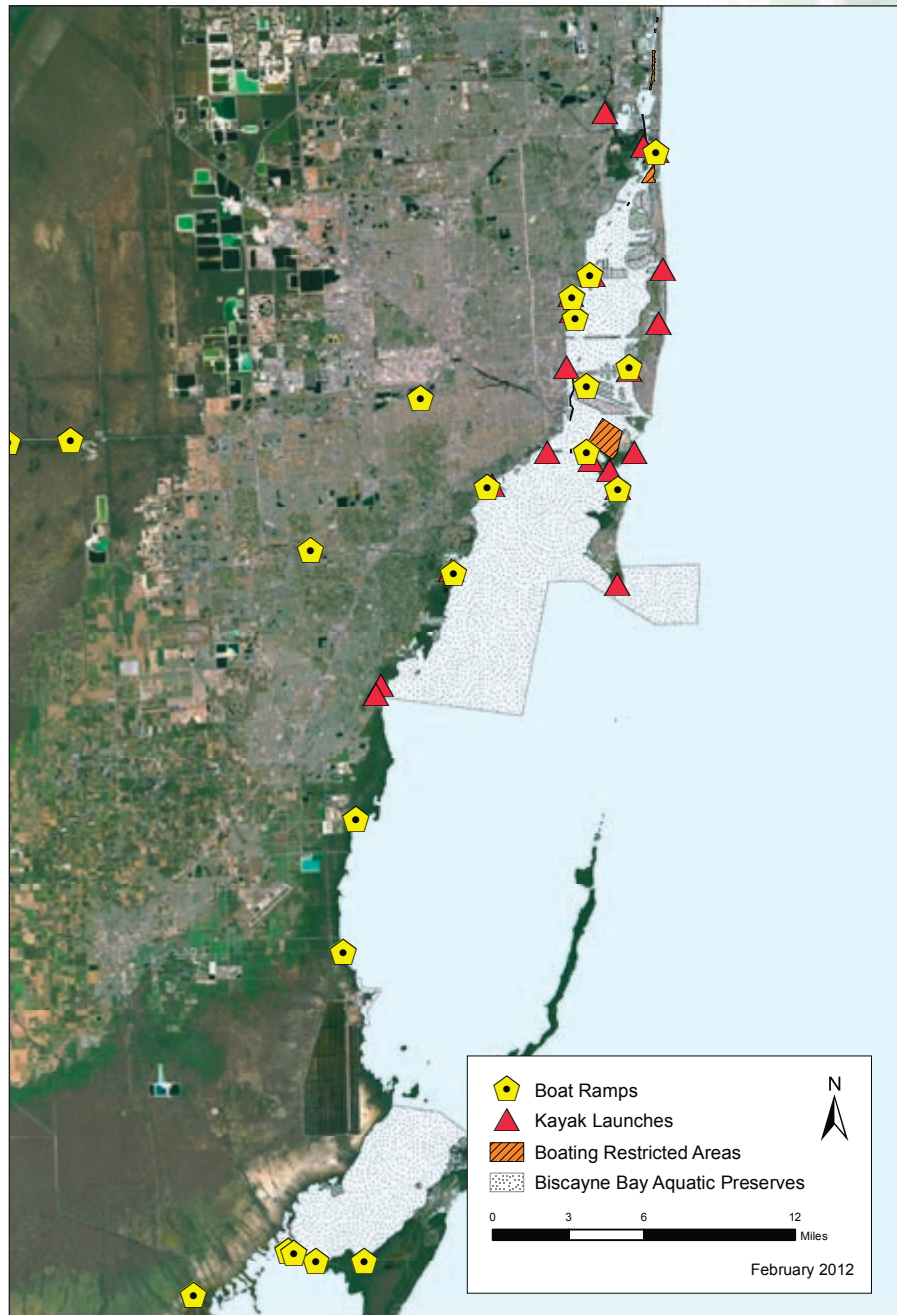 N
Boat Ramps
Kayak Launches
Boating Restricted Areas
Biscayne Bay Aquatic Preserves
0 3 6 12
Miles
February 2012